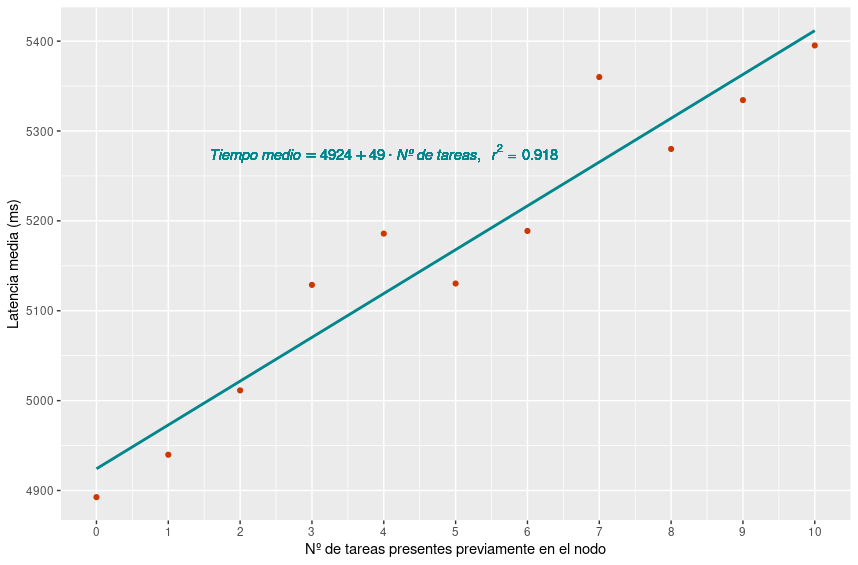 5400
5300
5200
5100
5000
4900
Latencia media (ms)
Tiempo medio = 4924 + 49 · Nº de tareas, r² = 0.918
0 1 2 3 4 5 6 7 8 9 10
Nº de tareas presentes previamente en el nodo